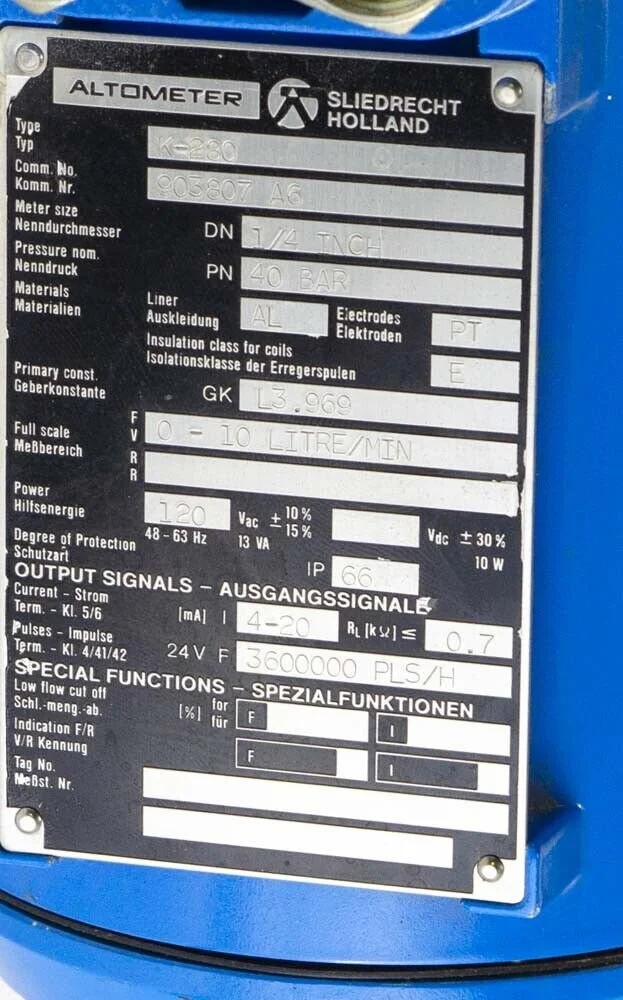 ALTOMETER
SLIEDRECHT
HOLLAND
Type
Typ
K-280
Comm. No.
Komm. Nr.
903807 A6
Meter size
Nenndurchmesser
DN 1/4 INCH
Pressure nom.
Nenndruck
PN 40 BAR
Materials
Materialien
Liner
Auskleidung
AL
Electrodes
Elektroden
PT
Insulation class for coils
Isolationsklasse der Erregerspulen
E
Primary const.
Geberkonstante
GK L3.969
Full scale
Meßbereich
F
V
0 - 10 LITRE/MIN
R
R
Power
Hilfsenergie
120 Vac + 10%
- 15%
48 - 63 Hz 13 VA
Vdc ± 30%
10 W
Degree of Protection
Schutzart
IP 66
OUTPUT SIGNALS - AUSGANGSSIGNALE
Current - Strom
Term. - Kl. 5/6
[mA] I 4-20 RL [kΩ] ≤ 0.7
Pulses - Impulse
Term. - Kl. 4/41/42
24 V F 3600000 PLS/H
SPECIAL FUNCTIONS - SPEZIALFUNKTIONEN
Low flow cut off
Schl.-meng.-ab.
[%] for
für
F I
Indication F/R
V/R Kennung
F I
Tag No.
Meßst. Nr.